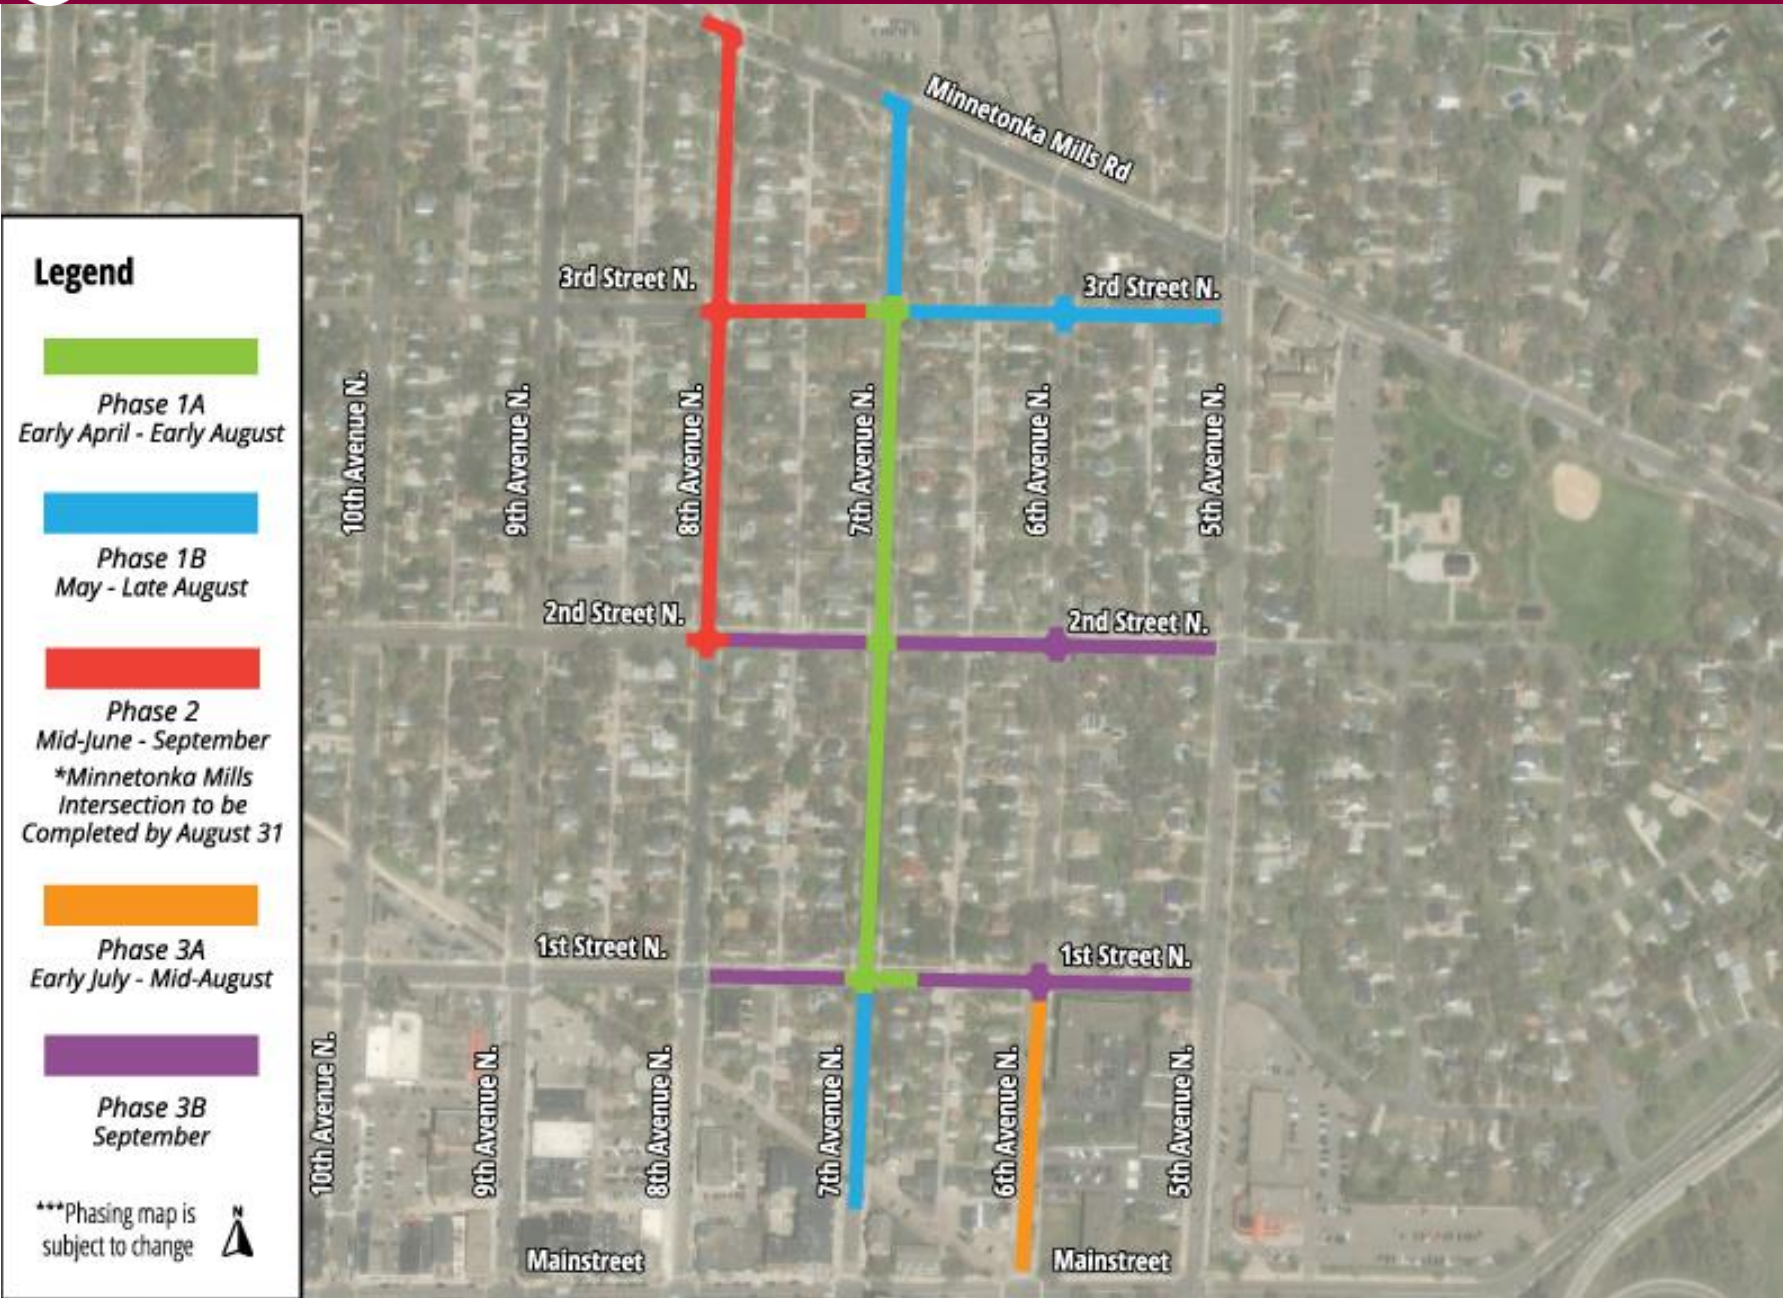 Minnetonka Mills Rd
3rd Street N.
3rd Street N.
10th Avenue N.
9th Avenue N.
8th Avenue N.
7th Avenue N.
6th Avenue N.
5th Avenue N.
2nd Street N.
2nd Street N.
1st Street N.
1st Street N.
10th Avenue N.
9th Avenue N.
8th Avenue N.
7th Avenue N.
6th Avenue N.
5th Avenue N.
Mainstreet
Mainstreet
Legend
Phase 1A
Early April - Early August
Phase 1B
May - Late August
Phase 2
Mid-June - September
*Minnetonka Mills
Intersection to be
Completed by August 31
Phase 3A
Early July - Mid-August
Phase 3B
September
***Phasing map is
subject to change
N